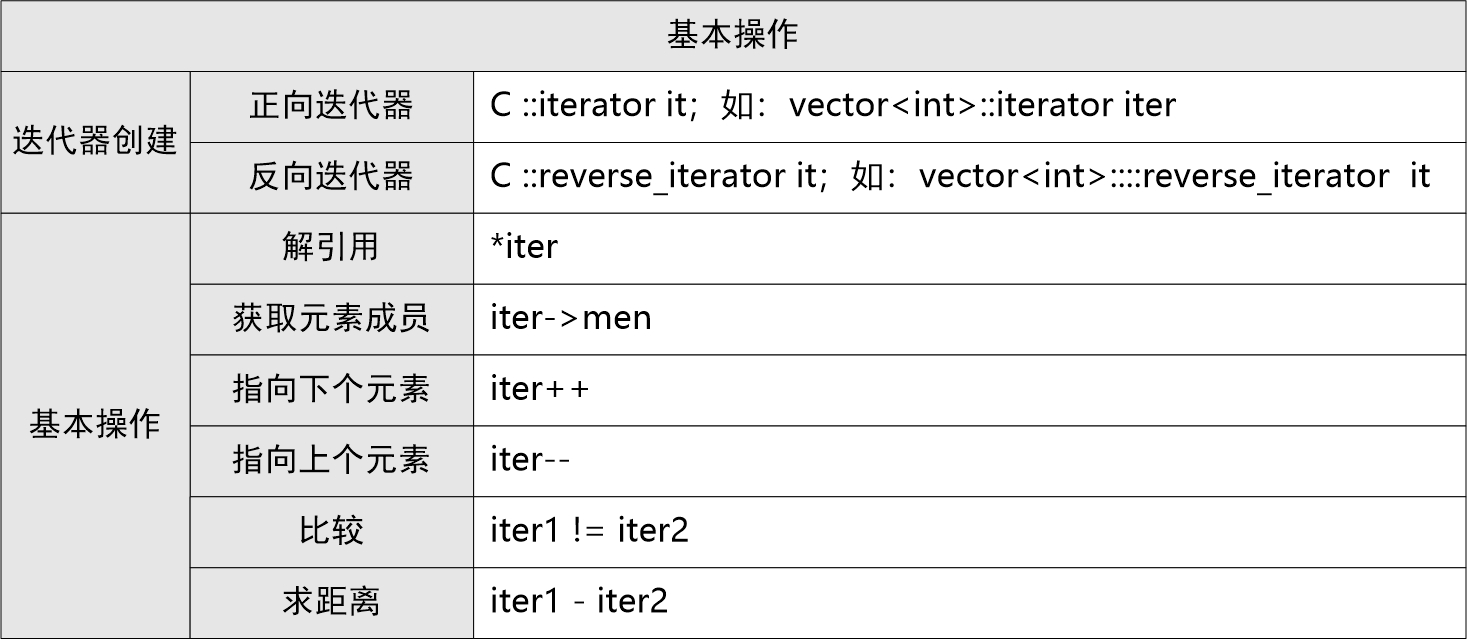 基本操作
迭代器创建
正向迭代器
C ::iterator it；如：vector<int>::iterator iter
反向迭代器
C ::reverse_iterator it；如：vector<int>::::reverse_iterator  it
基本操作
解引用
*iter
获取元素成员
iter->men
指向下个元素
iter++
指向上个元素
iter--
比较
iter1 != iter2
求距离
iter1 - iter2